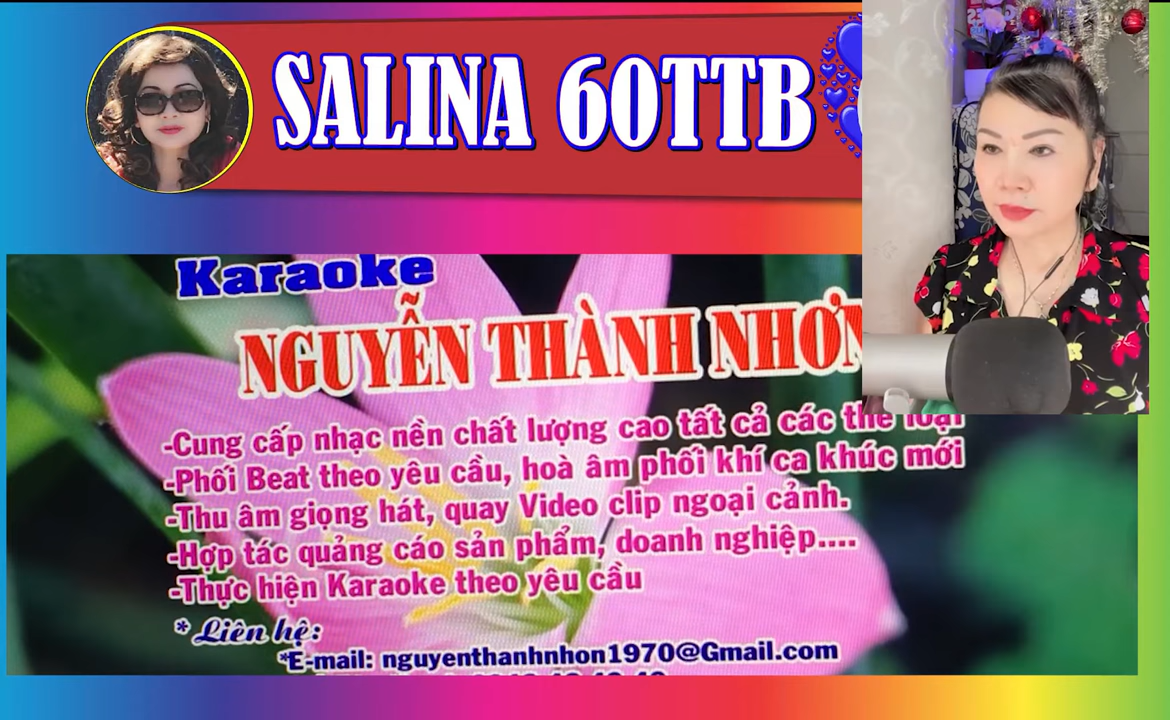 SALINA 60TTB
Karaoke
NGUYỄN THÀNH NHƠN
-Cung cấp nhạc nền chất lượng cao tất cả các thể loại
-Phối Beat theo yêu cầu, hoà âm phối khí ca khúc mới
-Thu âm giọng hát, quay Video clip ngoại cảnh.
-Hợp tác quảng cáo sản phẩm, doanh nghiệp....
-Thực hiện Karaoke theo yêu cầu
* Liên hệ:
*E-mail: nguyenthanhnhon1970@Gmail.com